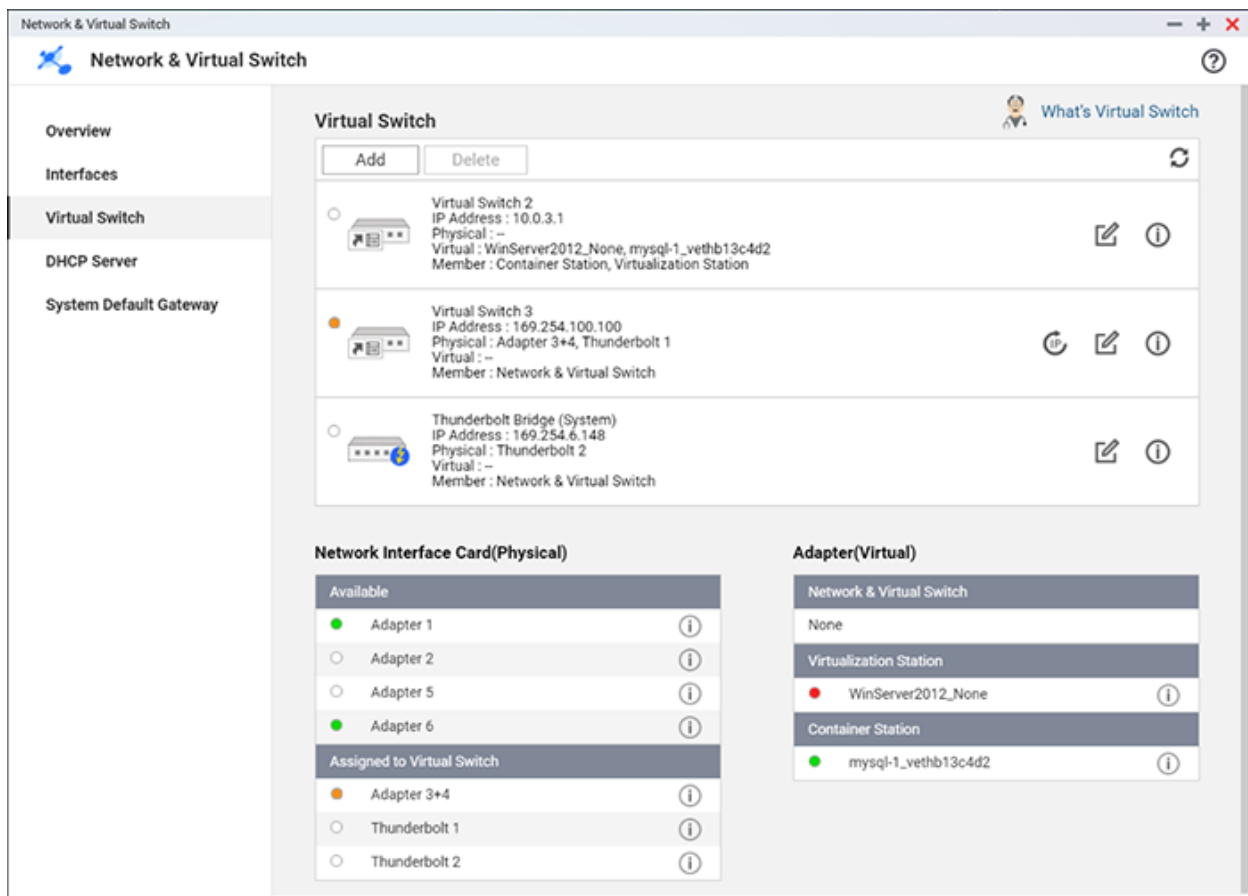 Network & Virtual Switch
Network & Virtual Switch
Overview
Interfaces
Virtual Switch
DHCP Server
System Default Gateway
Virtual Switch
What's Virtual Switch
Add
Delete
Virtual Switch 2
IP Address : 10.0.3.1
Physical : --
Virtual : WinServer2012_None, mysql-1_vethb13c4d2
Member : Container Station, Virtualization Station
Virtual Switch 3
IP Address : 169.254.100.100
Physical : Adapter 3+4, Thunderbolt 1
Virtual : --
Member : Network & Virtual Switch
IP
Thunderbolt Bridge (System)
IP Address : 169.254.6.148
Physical : Thunderbolt 2
Virtual : --
Member : Network & Virtual Switch
Network Interface Card(Physical)
Available
Adapter 1
Adapter 2
Adapter 5
Adapter 6
Assigned to Virtual Switch
Adapter 3+4
Thunderbolt 1
Thunderbolt 2
Adapter(Virtual)
Network & Virtual Switch
None
Virtualization Station
WinServer2012_None
Container Station
mysql-1_vethb13c4d2